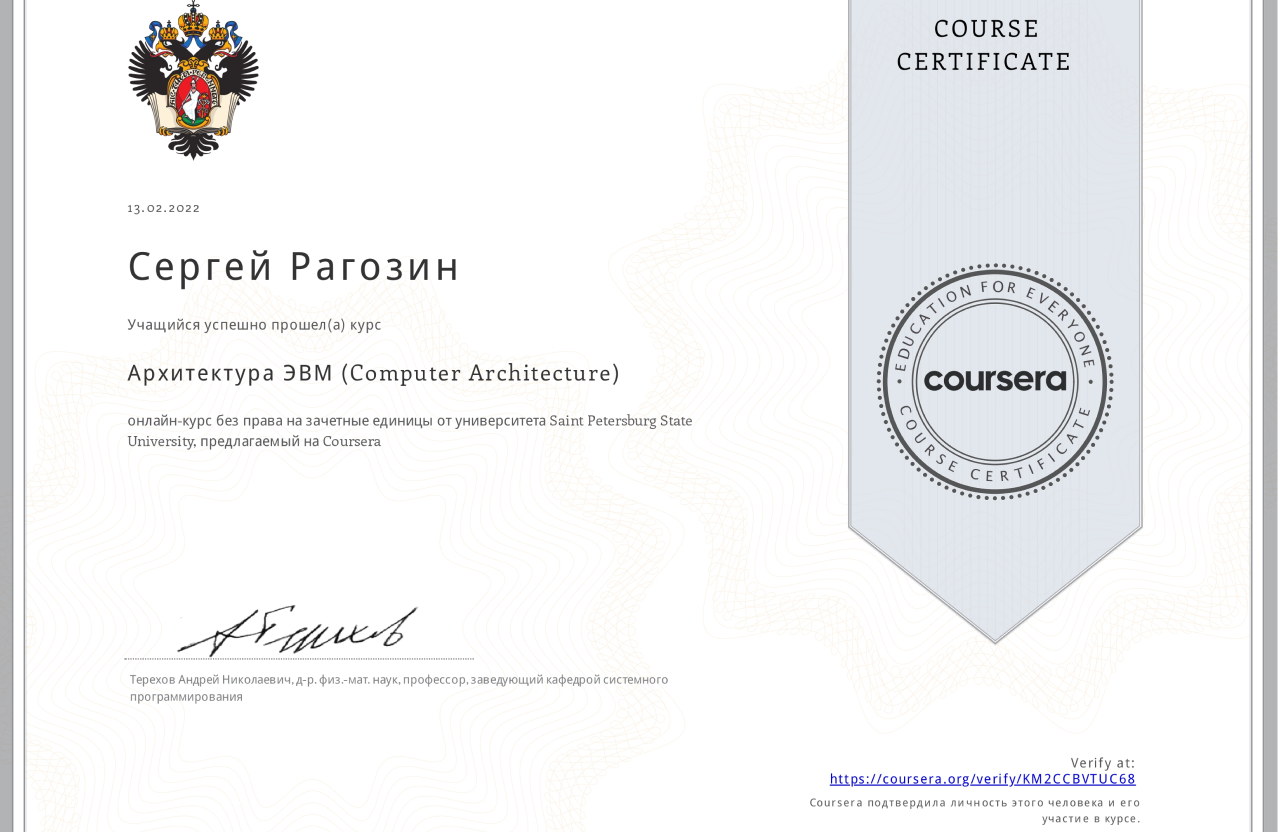 COURSE
CERTIFICATE
13.02.2022
Сергей Рагозин
Учащийся успешно прошел(а) курс
Архитектура ЭВМ (Computer Architecture)
онлайн-курс без права на зачетные единицы от университета Saint Petersburg State
University, предлагаемый на Coursera
EDUCATION FOR EVERYONE
coursera
COURSE CERTIFICATE
Терехов Андрей Николаевич, д-р. физ.-мат. наук, профессор, заведующий кафедрой системного
программирования
Verify at:
https://coursera.org/verify/KM2CCBVTUC68
Coursera подтвердила личность этого человека и его
участие в курсе.